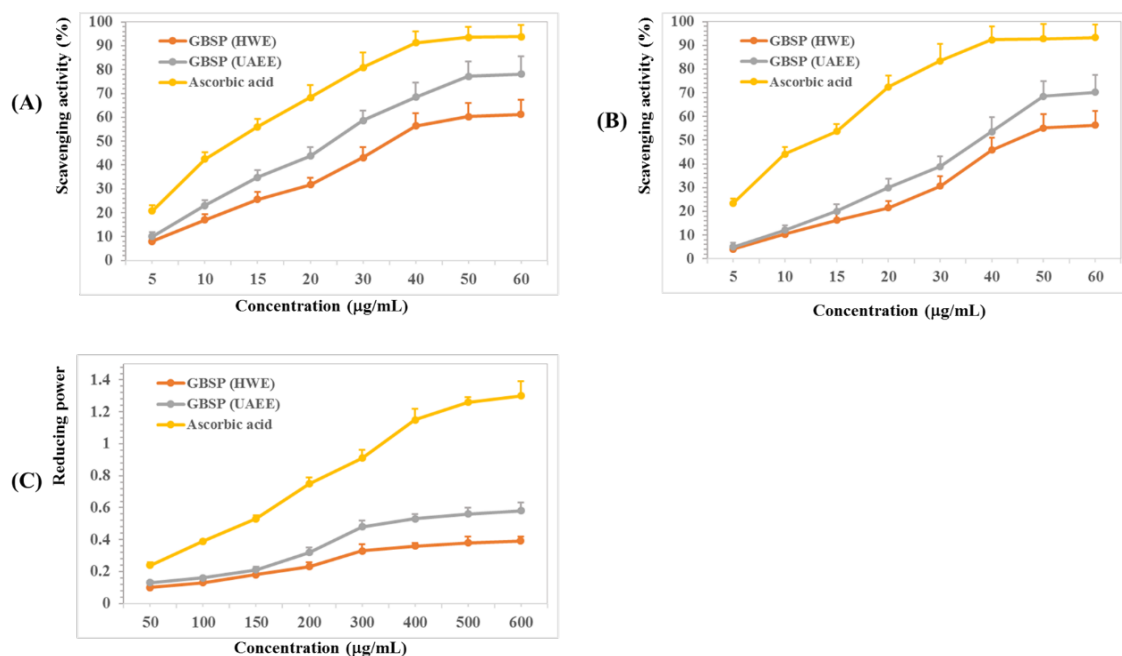 (A)
Scavenging activity (%)
100
90
80
70
60
50
40
30
20
10
0
GBSP (HWE)
GBSP (UAEE)
Ascorbic acid
5 10 15 20 30 40 50 60
Concentration (µg/mL)
(B)
Scavenging activity (%)
100
90
80
70
60
50
40
30
20
10
0
GBSP (HWE)
GBSP (UAEE)
Ascorbic acid
5 10 15 20 30 40 50 60
Concentration (µg/mL)
(C)
Reducing power
1.4
1.2
1
0.8
0.6
0.4
0.2
0
GBSP (HWE)
GBSP (UAEE)
Ascorbic acid
50 100 150 200 300 400 500 600
Concentration (µg/mL)